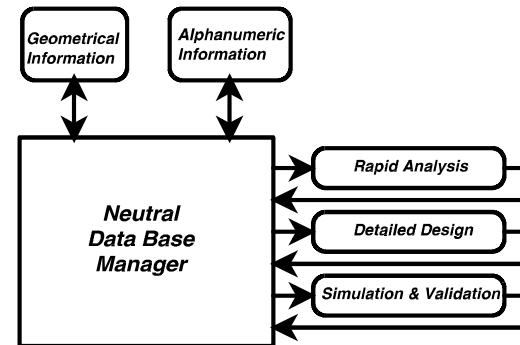 Geometrical
Information
Alphanumeric
Information
Neutral
Data Base
Manager
Rapid Analysis
Detailed Design
Simulation & Validation